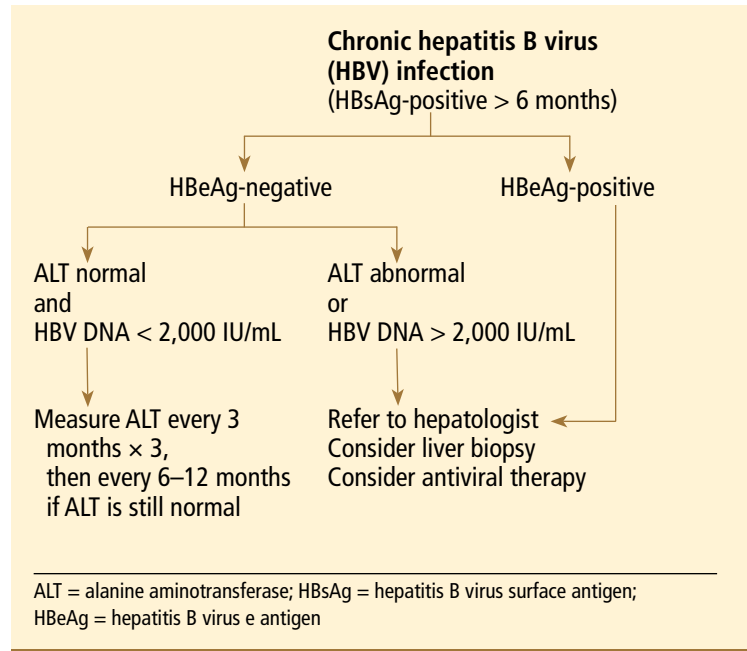 Chronic hepatitis B virus
(HBV) infection
(HBsAg-positive > 6 months)
HBeAg-negative
HBeAg-positive
ALT normal
and
HBV DNA < 2,000 IU/mL
ALT abnormal
or
HBV DNA > 2,000 IU/mL
Measure ALT every 3
months × 3,
then every 6–12 months
if ALT is still normal
Refer to hepatologist
Consider liver biopsy
Consider antiviral therapy
ALT = alanine aminotransferase; HBsAg = hepatitis B virus surface antigen;
HBeAg = hepatitis B virus e antigen